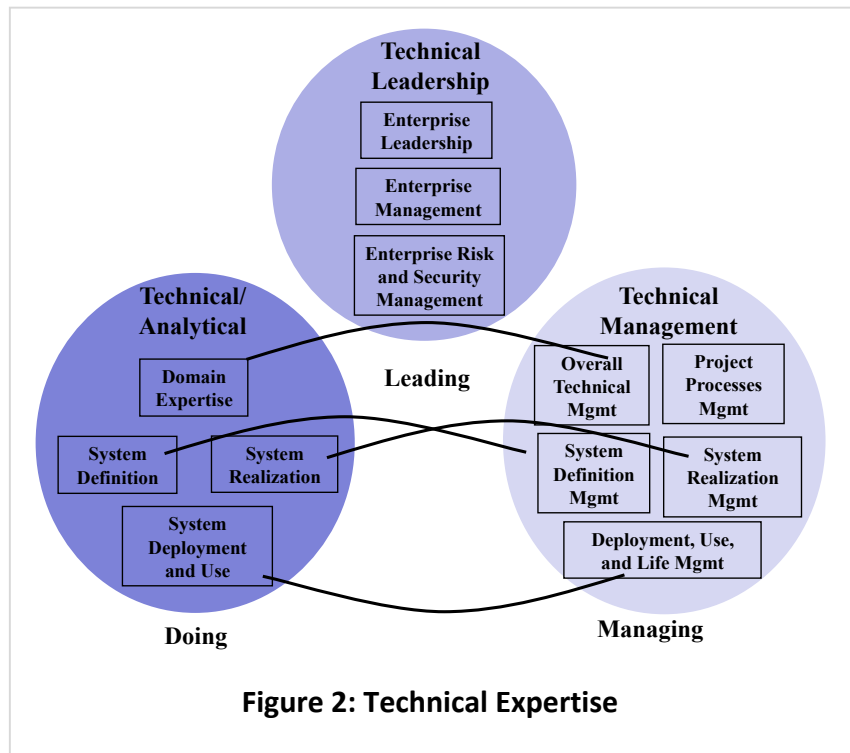 Technical
Leadership
Enterprise
Leadership
Enterprise
Management
Enterprise Risk
and Security
Management
Leading
Technical/
Analytical
Domain
Expertise
System
Definition
System
Realization
System
Deployment
and Use
Doing
Technical
Management
Overall
Technical
Mgmt
Project
Processes
Mgmt
System
Definition
Mgmt
System
Realization
Mgmt
Deployment, Use,
and Life Mgmt
Managing
Figure 2: Technical Expertise